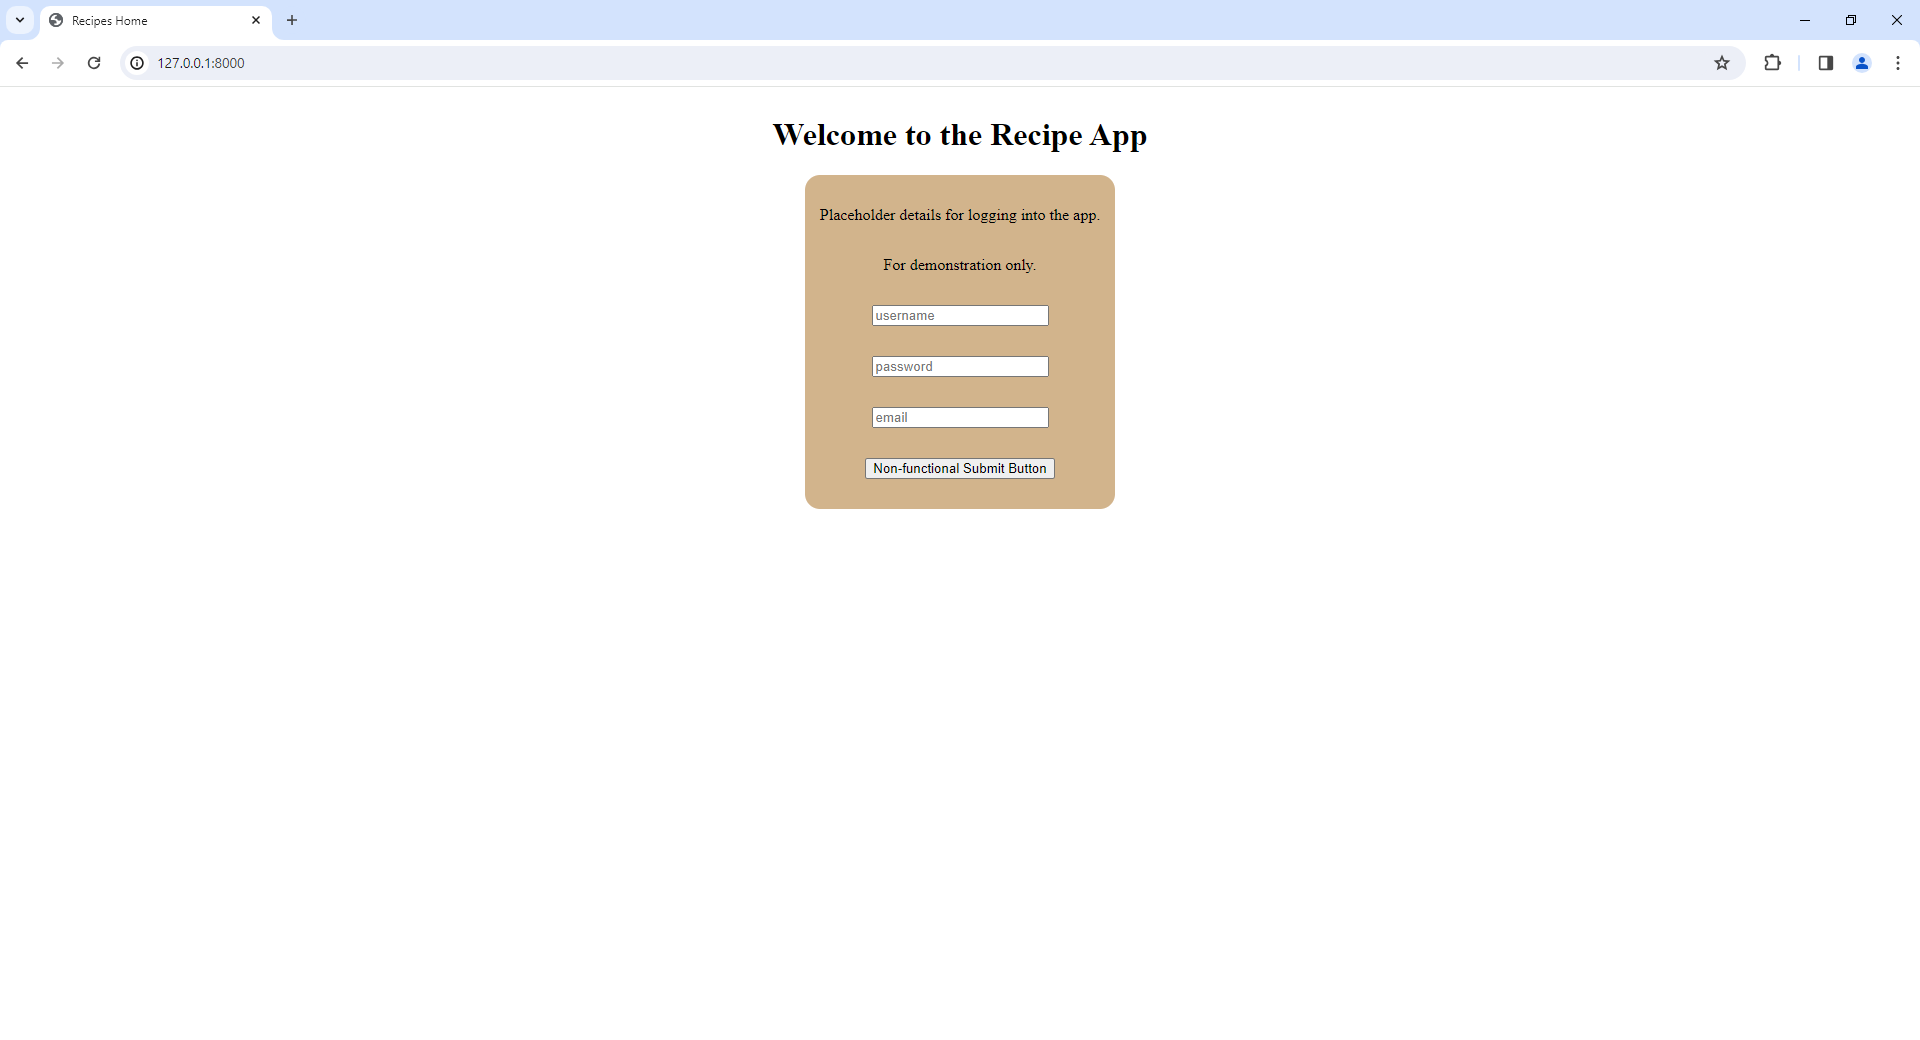 Recipes Home
127.0.0.1:8000
Welcome to the Recipe App
Placeholder details for logging into the app.
For demonstration only.
username
password
email
Non-functional Submit Button